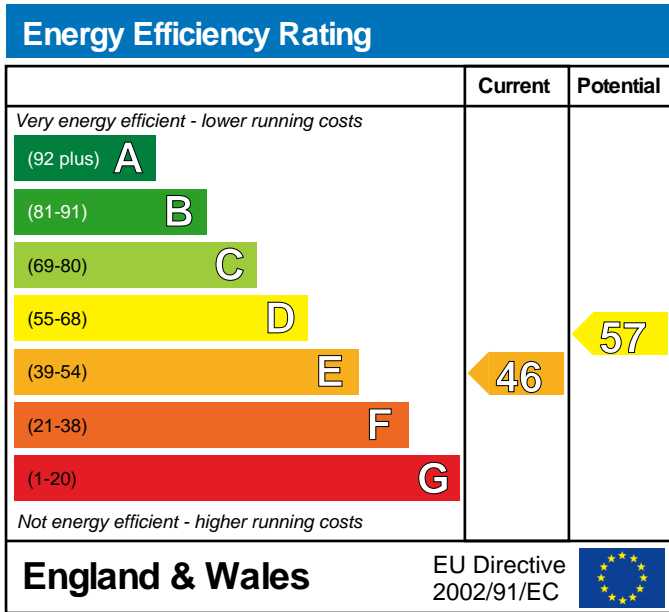 Energy Efficiency Rating
Current Potential
Very energy efficient - lower running costs
(92 plus) A
(81-91) B
(69-80) C
(55-68) D
(39-54) E
(21-38) F
(1-20) G
46
57
Not energy efficient - higher running costs
England & Wales
EU Directive
2002/91/EC